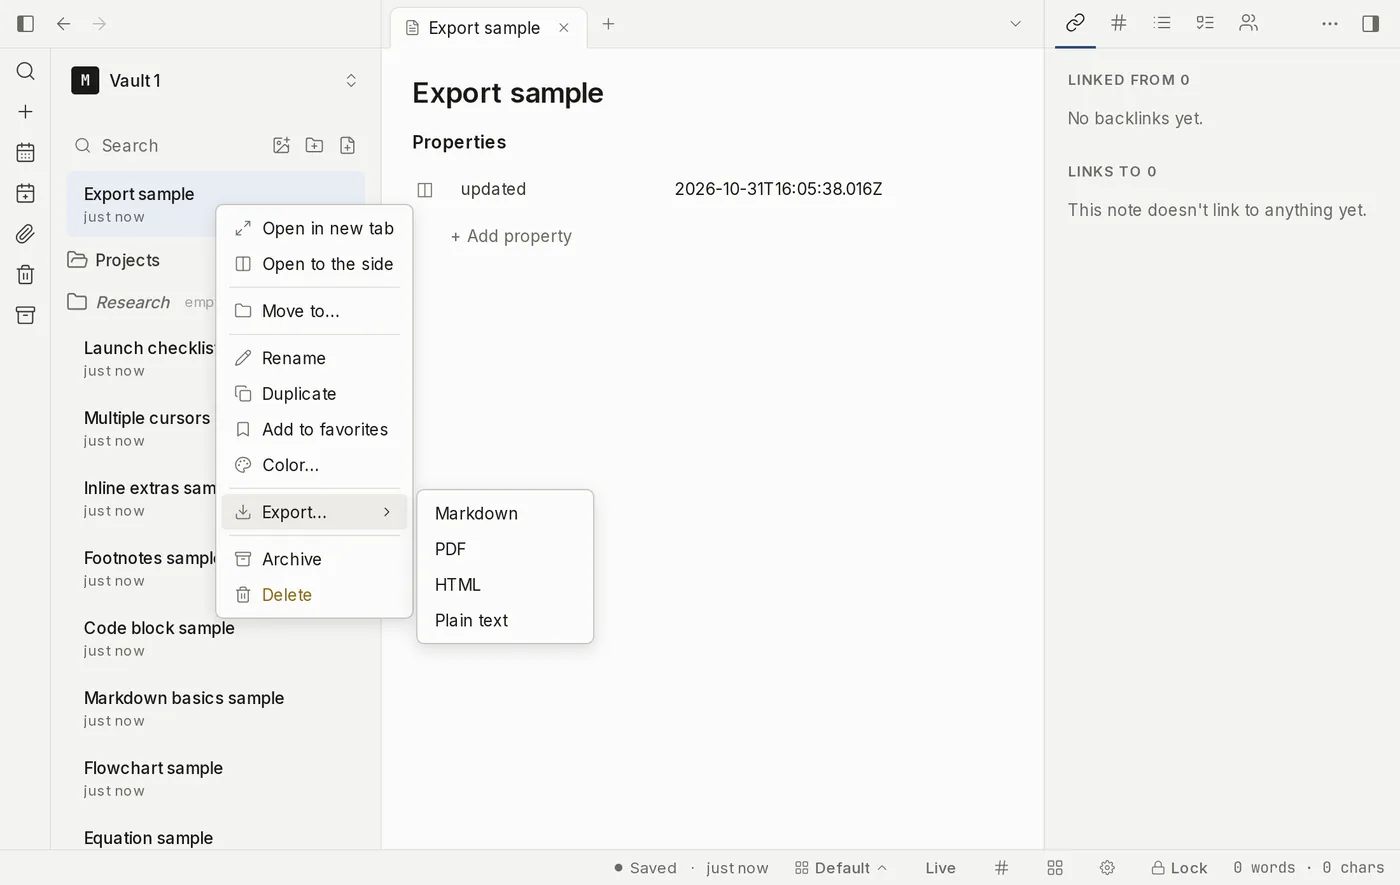 Export sample
M Vault 1
Search
Export sample
just now
Projects
Research emp
Launch checklist
just now
Multiple cursors
just now
Inline extras sam
just now
Footnotes sample
just now
Code block sample
just now
Markdown basics sample
just now
Flowchart sample
just now
Equation sample
Open in new tab
Open to the side
Move to...
Rename
Duplicate
Add to favorites
Color...
Export...
Archive
Delete
Markdown
PDF
HTML
Plain text
Export sample
Properties
updated 2026-10-31T16:05:38.016Z
+ Add property
LINKED FROM 0
No backlinks yet.
LINKS TO 0
This note doesn't link to anything yet.
Saved · just now Default Live Lock 0 words · 0 chars